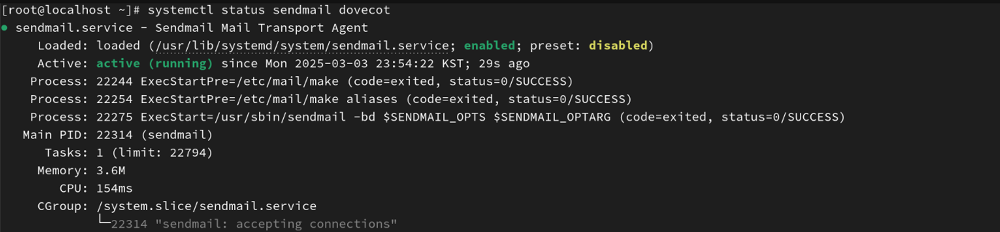 [root@localhost ~]# systemctl status sendmail dovecot
● sendmail.service - Sendmail Mail Transport Agent
Loaded: loaded (/usr/lib/systemd/system/sendmail.service; enabled; preset: disabled)
Active: active (running) since Mon 2025-03-03 23:54:22 KST; 29s ago
Process: 22244 ExecStartPre=/etc/mail/make (code=exited, status=0/SUCCESS)
Process: 22254 ExecStartPre=/etc/mail/make aliases (code=exited, status=0/SUCCESS)
Process: 22275 ExecStart=/usr/sbin/sendmail -bd $SENDMAIL_OPTS $SENDMAIL_OPTARG (code=exited, status=0/SUCCESS)
Main PID: 22314 (sendmail)
Tasks: 1 (limit: 22794)
Memory: 3.6M
CPU: 154ms
CGroup: /system.slice/sendmail.service
└─22314 "sendmail: accepting connections"